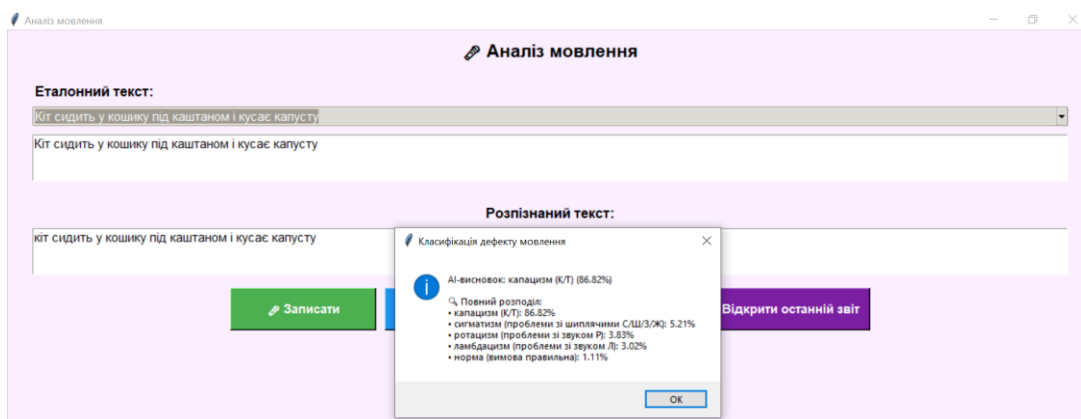 Аналіз мовлення
Аналіз мовлення
Еталонний текст:
Кіт сидить у кошику під каштаном і кусає капусту
Кіт сидить у кошику під каштаном і кусає капусту
Розпізнаний текст:
кіт сидить у кошику під каштаном і кусає капусту
Класифікація дефекту мовлення
AI-висновок: капацизм (К/Т) (86.82%)
Повний розподіл:
• капацизм (К/Т): 86.82%
• сигматизм (проблеми зі шиплячими С/Ш/З/Ж): 5.21%
• ротацизм (проблеми зі звуком Р): 3.83%
• ламбдацизм (проблеми зі звуком Л): 3.02%
• норма (вимова правильна): 1.11%
OK
Записати
Відкрити останній звіт